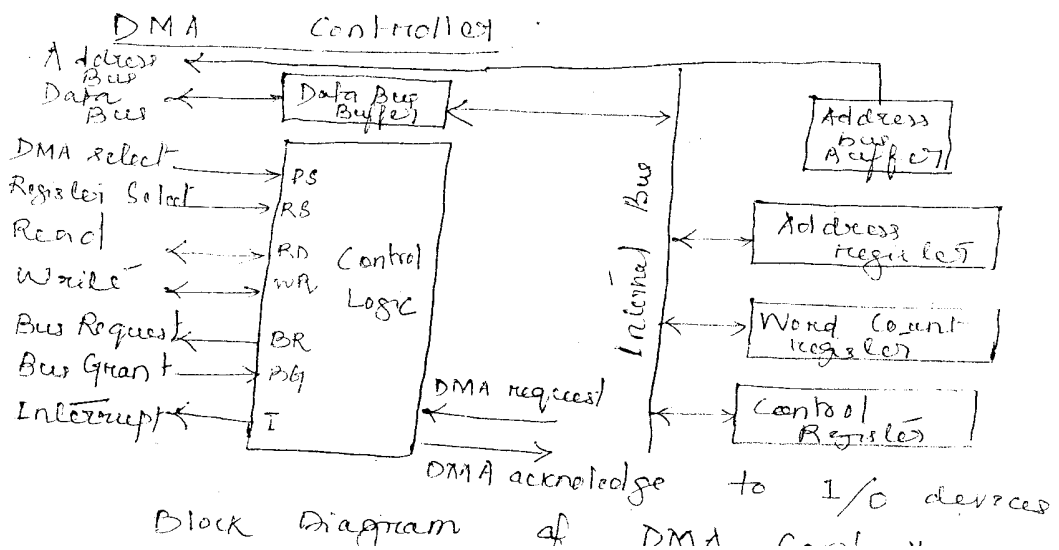 DMA Controller
Address
Bus
Data
Bus
Data Bus
Buffer
Address
Bus
Buffer
DMA select
DS
Register Select
RS
Read
RD
Write
WR
Control
Logic
Bus Request
BR
Bus Grant
BG
Interrupt
I
Internal Bus
Address
register
Word Count
register
Control
Register
DMA request
DMA acknoledge to I/O devices
Block Diagram of DMA